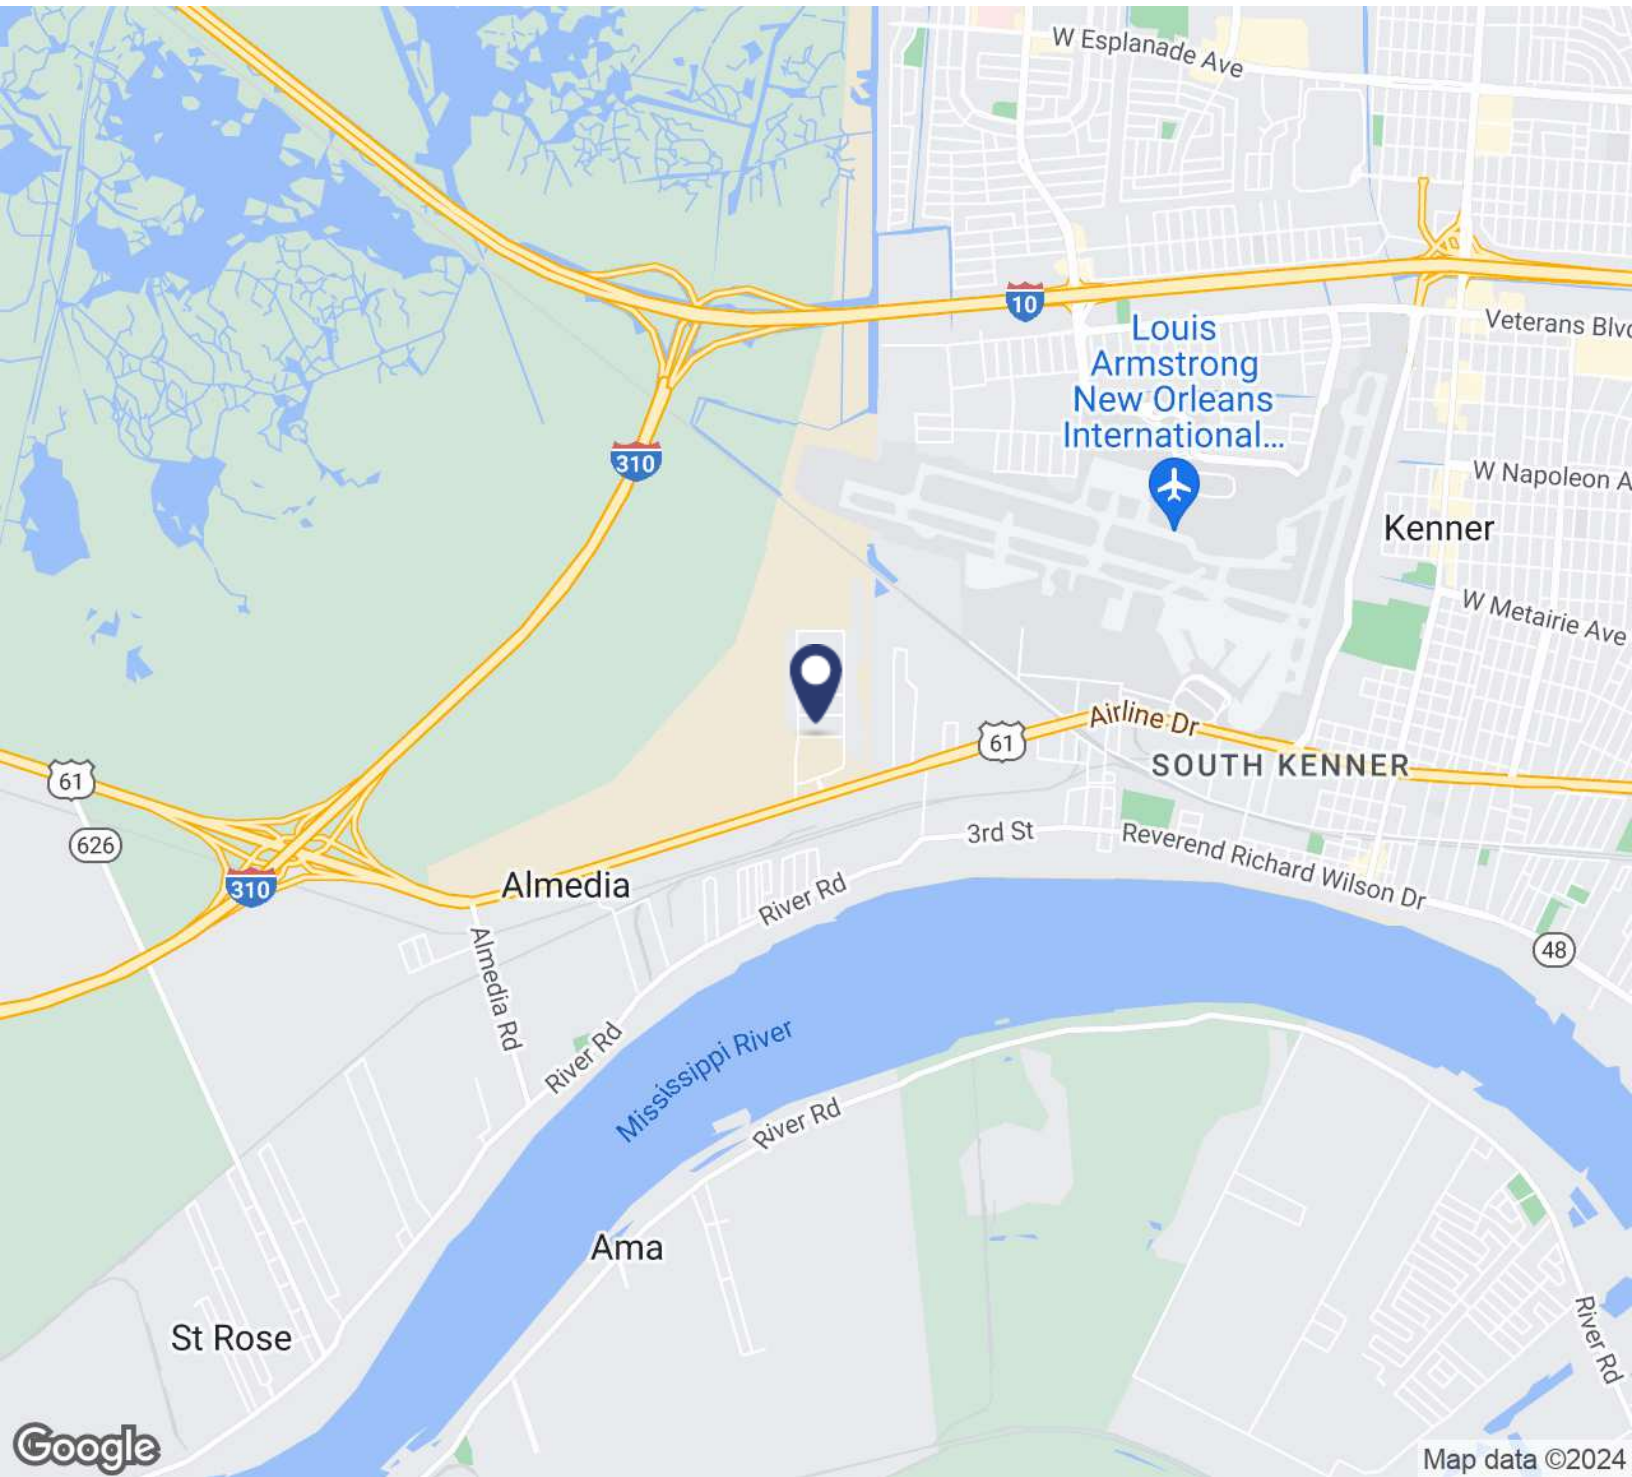 W Esplanade Ave
10
Louis
Armstrong
New Orleans
International...
Veterans Blvd
310
W Napoleon A
Kenner
W Metairie Ave
Airline Dr
61
SOUTH KENNER
61
626
3rd St
Reverend Richard Wilson Dr
310
Almedia
River Rd
48
Almedia Rd
River Rd
Mississippi River
River Rd
Ama
St Rose
River Rd
Google
Map data ©2024